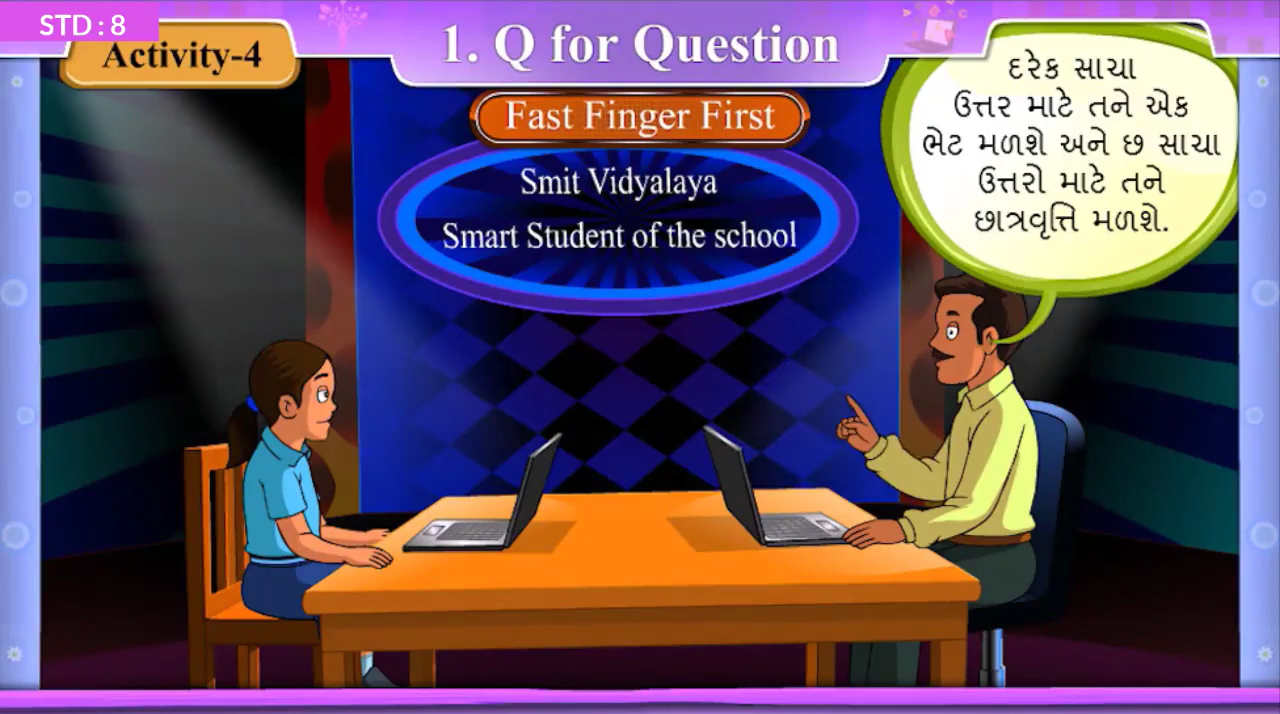 STD : 8
Activity-4
1. Q for Question
Fast Finger First
Smit Vidyalaya
Smart Student of the school
દરેક સાચા
ઉત્તર માટે તને એક
ભેટ મળશે અને છ સાચા
ઉત્તરો માટે તને
છાત્રવૃત્તિ મળશે.